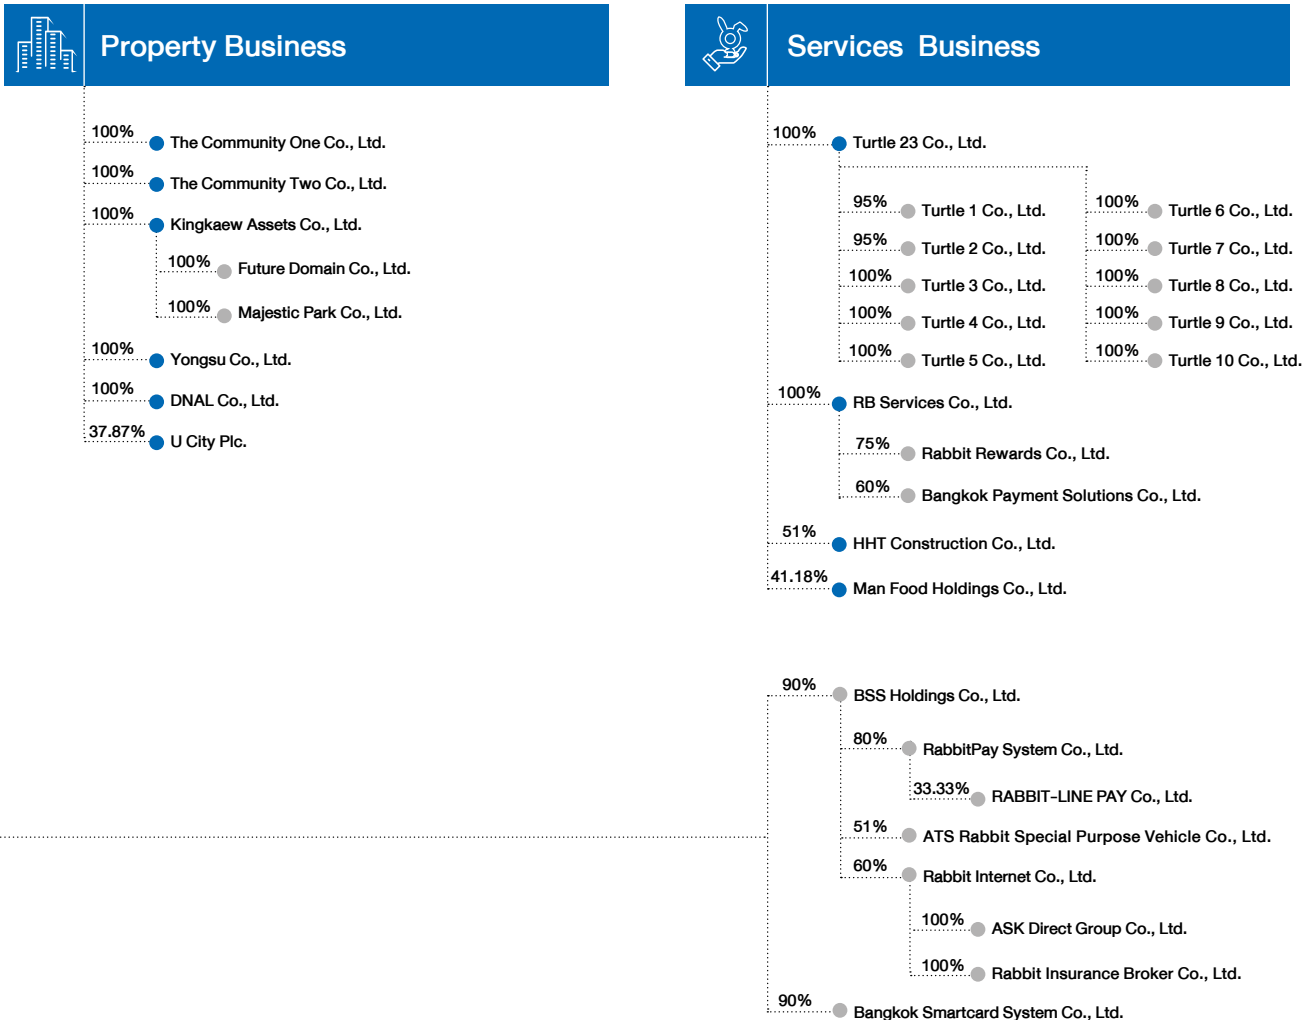 Property Business
100%
The Community One Co., Ltd.
100%
The Community Two Co., Ltd.
100%
Kingkaew Assets Co., Ltd.
100%
Future Domain Co., Ltd.
100%
Majestic Park Co., Ltd.
100%
Yongsu Co., Ltd.
100%
DNAL Co., Ltd.
37.87%
U City Plc.
Services Business
100%
Turtle 23 Co., Ltd.
95%
Turtle 1 Co., Ltd.
95%
Turtle 2 Co., Ltd.
100%
Turtle 3 Co., Ltd.
100%
Turtle 4 Co., Ltd.
100%
Turtle 5 Co., Ltd.
100%
Turtle 6 Co., Ltd.
100%
Turtle 7 Co., Ltd.
100%
Turtle 8 Co., Ltd.
100%
Turtle 9 Co., Ltd.
100%
Turtle 10 Co., Ltd.
100%
RB Services Co., Ltd.
75%
Rabbit Rewards Co., Ltd.
60%
Bangkok Payment Solutions Co., Ltd.
51%
HHT Construction Co., Ltd.
41.18%
Man Food Holdings Co., Ltd.
90%
BSS Holdings Co., Ltd.
80%
RabbitPay System Co., Ltd.
33.33%
RABBIT-LINE PAY Co., Ltd.
51%
ATS Rabbit Special Purpose Vehicle Co., Ltd.
60%
Rabbit Internet Co., Ltd.
100%
ASK Direct Group Co., Ltd.
100%
Rabbit Insurance Broker Co., Ltd.
90%
Bangkok Smartcard System Co., Ltd.